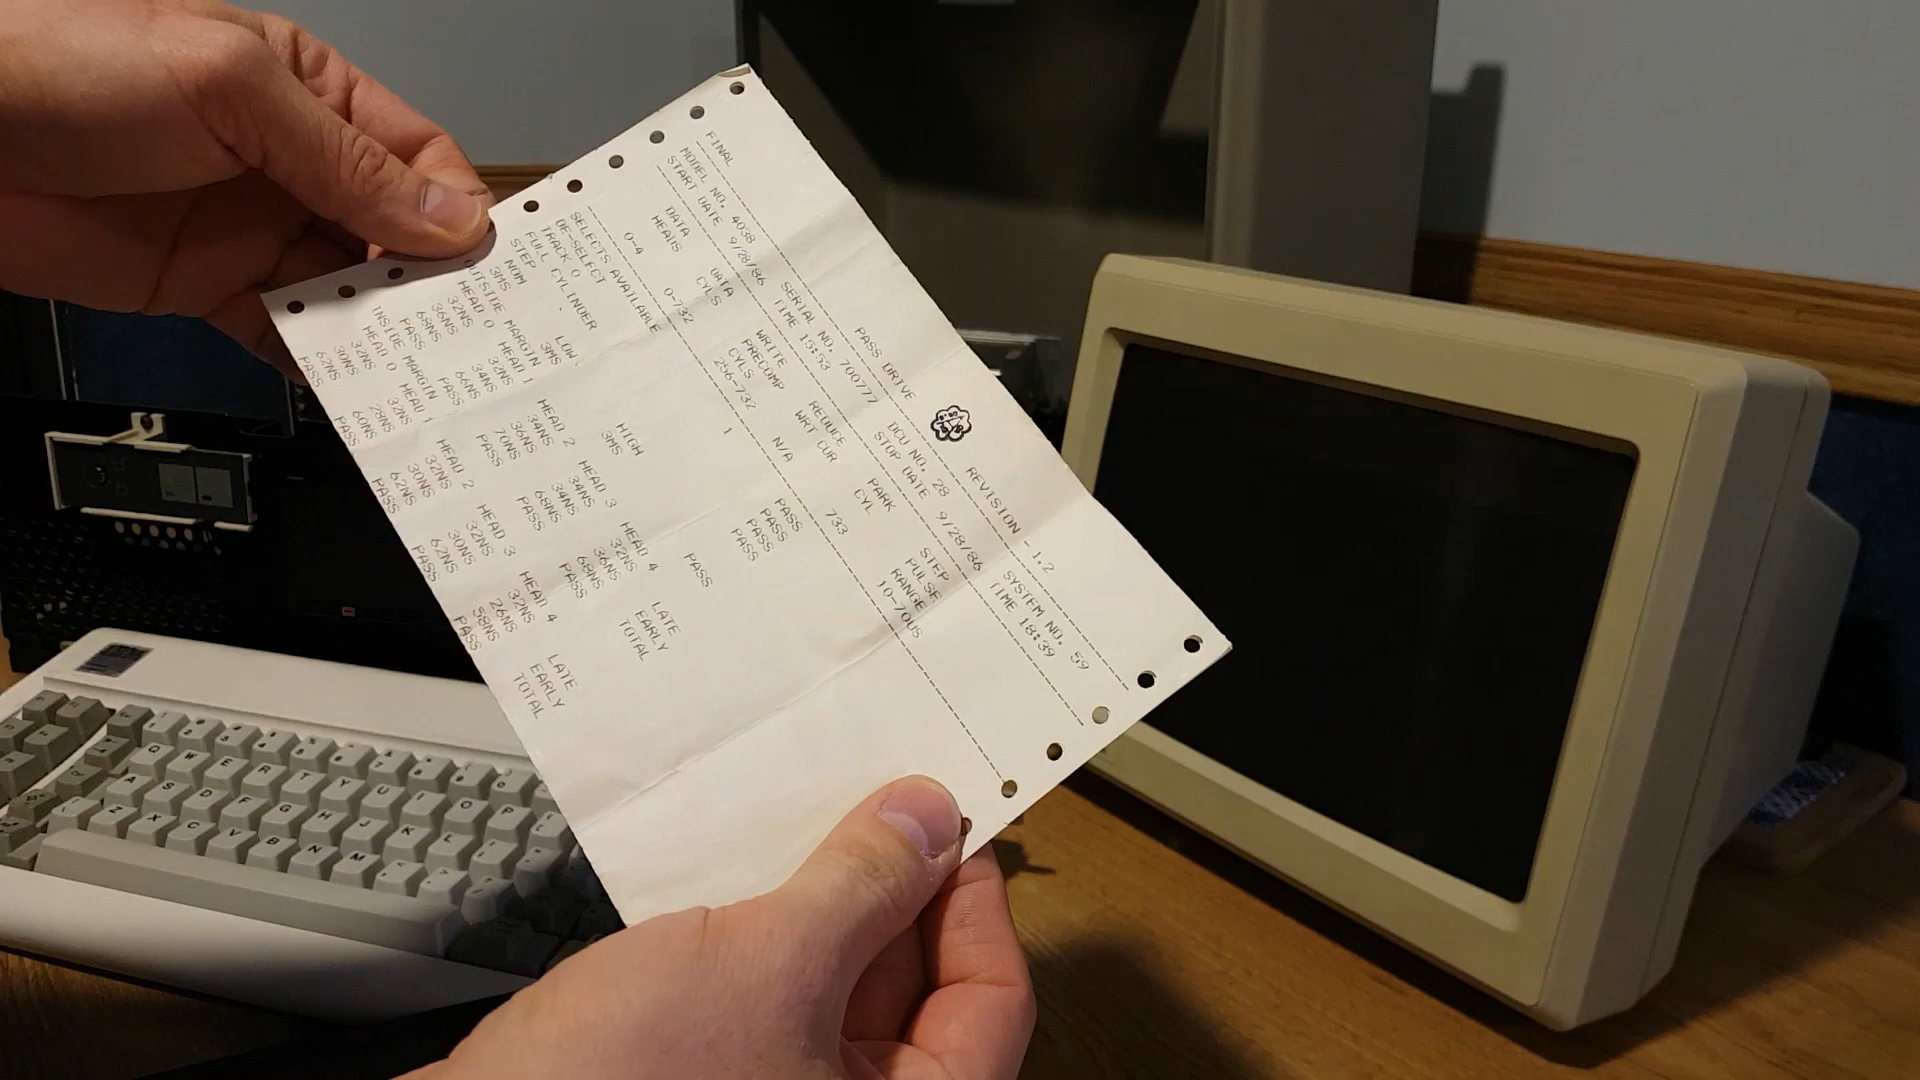 FINAL PASS DRIVE REVISION - 1.2
MODEL NO. 4038 SERIAL NO. 700777 DCU NO. 28 SYSTEM NO. 59
START DATE 9/28/86 TIME 13:53 STOP DATE 9/28/86 TIME 18:39
DATA DATA WRITE REDUCE PARK STEP
HEADS CYLS PRECOMP WRT CUR CYL PULSE
CYLS RANGE
0-4 0-732 256-732 N/A 733 10-70US
SELECTS AVAILABLE 1
DE-SELECT PASS
TRACK 0 PASS
FULL CYLINDER PASS
STEP - PASS
NOM LOW HIGH
3MS 3MS 3MS
OUTSIDE MARGIN
HEAD 0 HEAD 1 HEAD 2 HEAD 3 HEAD 4
32NS 32NS 34NS 34NS 32NS LATE
36NS 34NS 36NS 34NS 36NS EARLY
68NS 66NS 70NS 68NS 68NS TOTAL
PASS PASS PASS PASS PASS
INSIDE MARGIN
HEAD 0 HEAD 1 HEAD 2 HEAD 3 HEAD 4
32NS 32NS 32NS 32NS 32NS LATE
30NS 28NS 30NS 30NS 26NS EARLY
62NS 60NS 62NS 62NS 58NS TOTAL
PASS PASS PASS PASS PASS
Q W E R T Y U I O P
A S D F G H J K L
Z X C V B N M